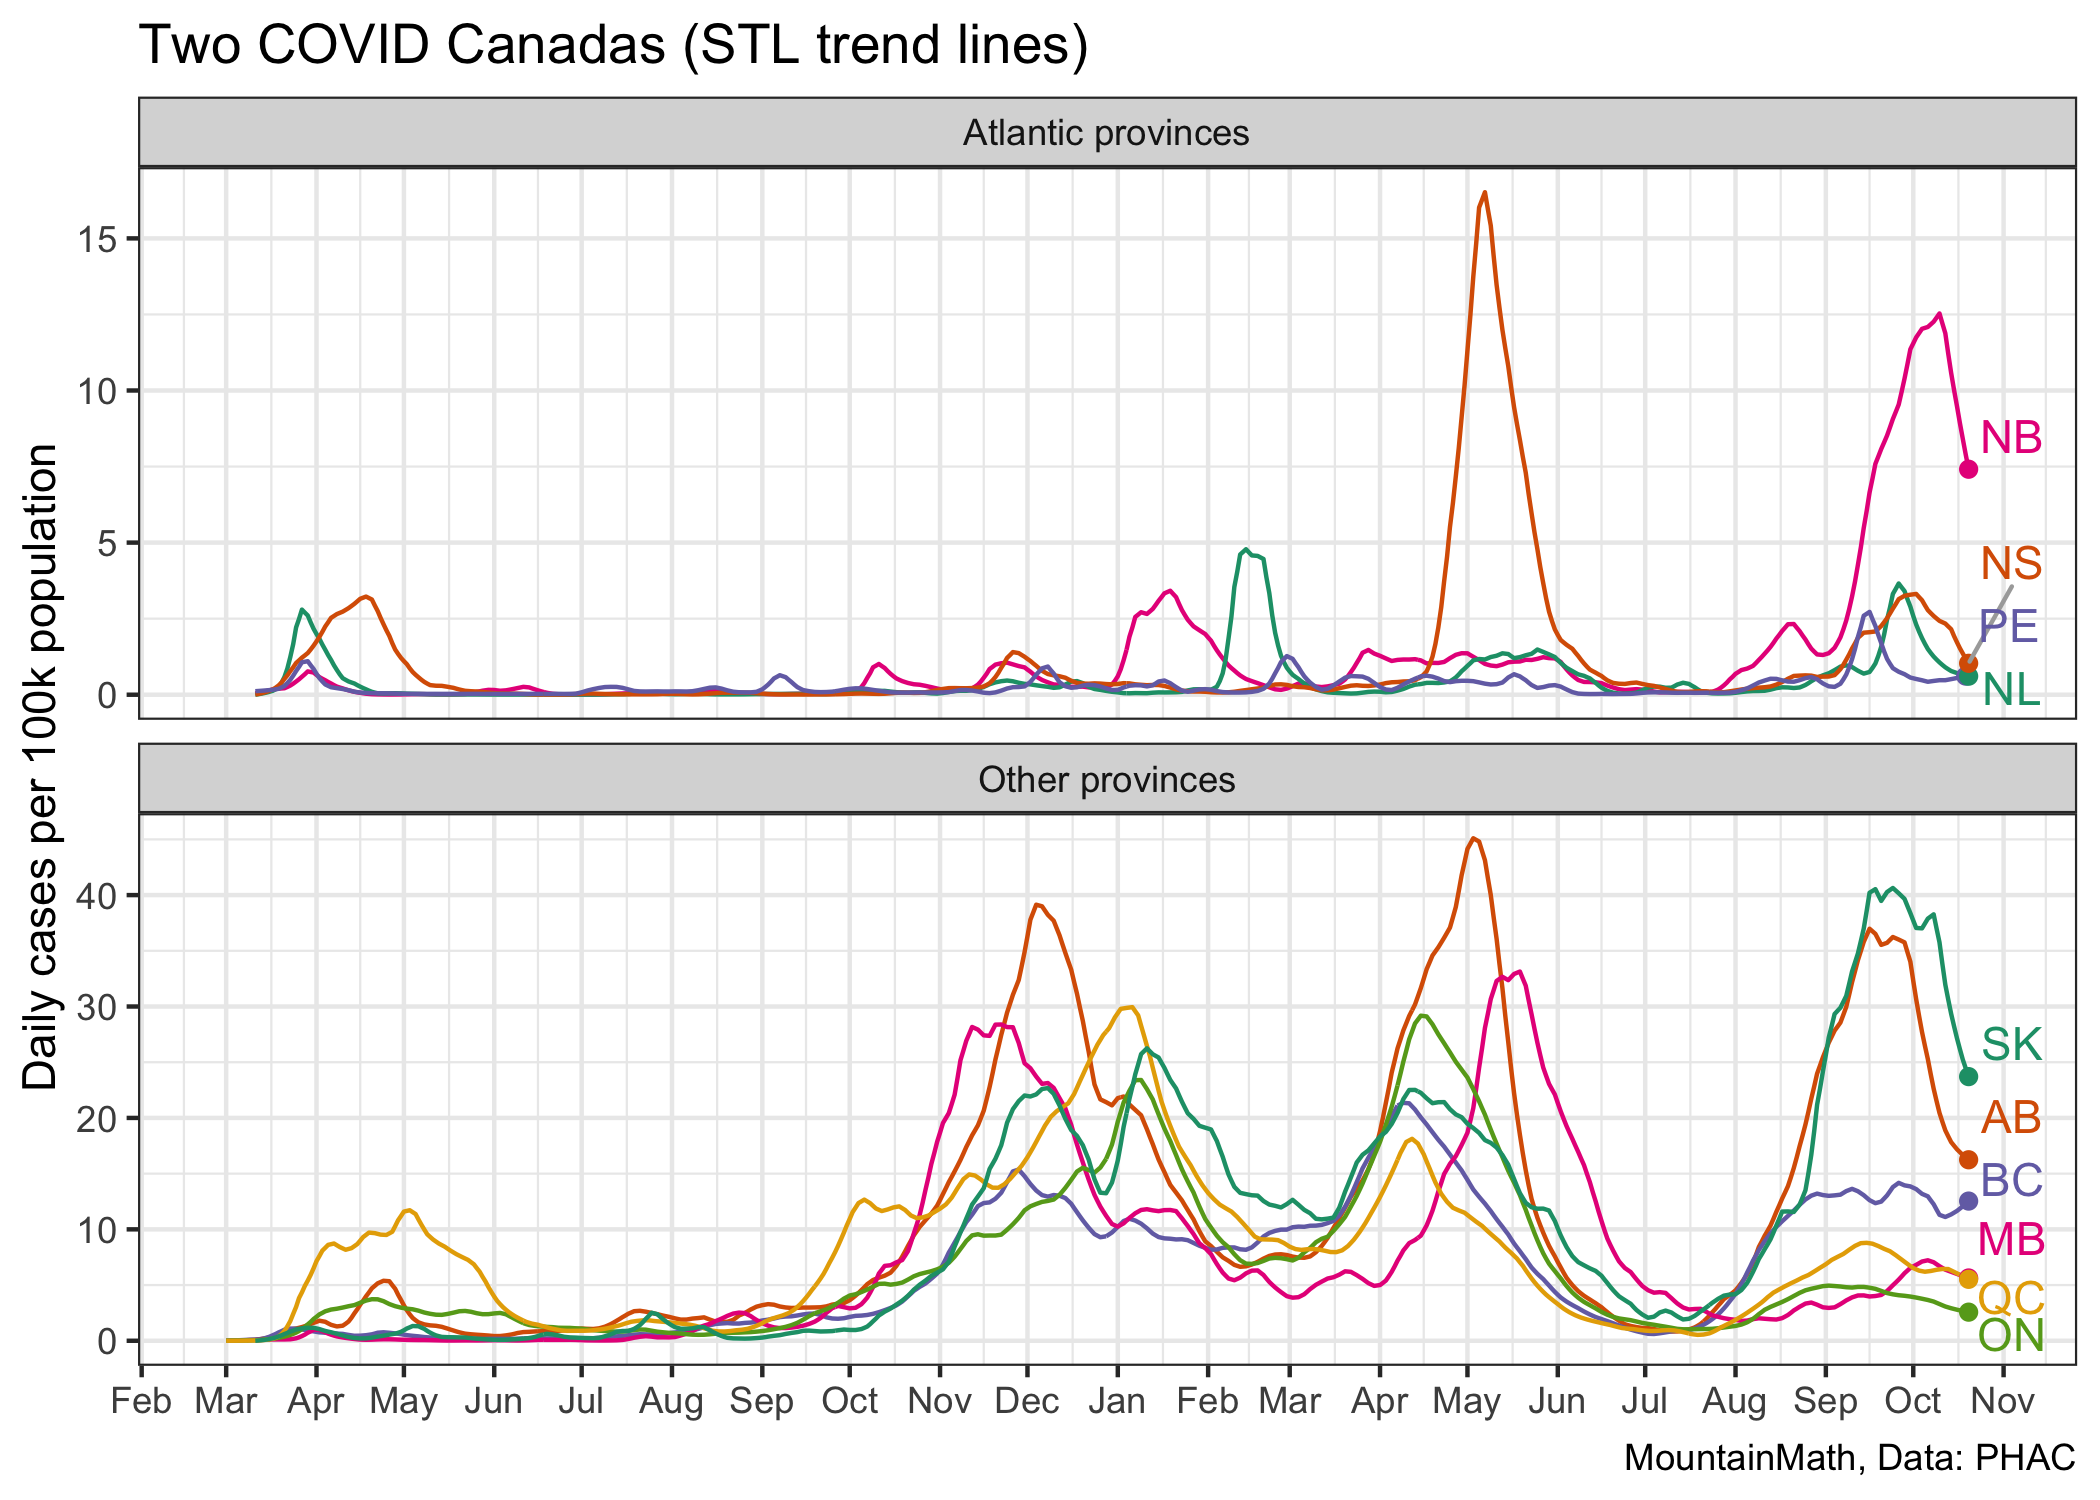 Two COVID Canadas (STL trend lines)
Atlantic provinces
Daily cases per 100k population
15
10
5
0
NB
NS
PE
NL
Other provinces
40
30
20
10
0
SK
AB
BC
MB
QC
ON
Feb Mar Apr May Jun Jul Aug Sep Oct Nov Dec Jan Feb Mar Apr May Jun Jul Aug Sep Oct Nov
MountainMath, Data: PHAC